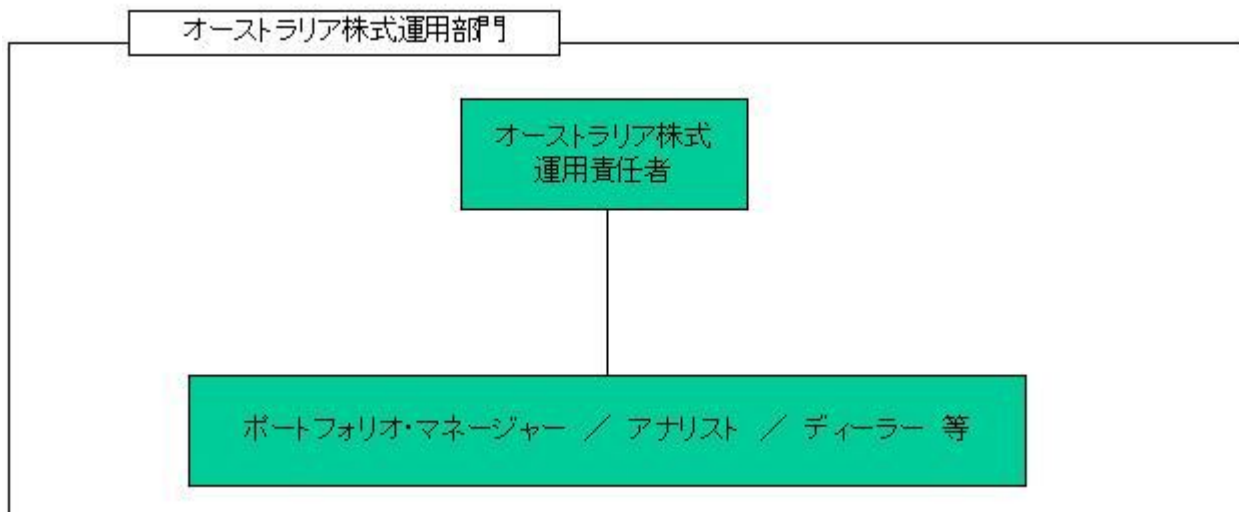 オーストラリア株式運用部門
オーストラリア株式
運用責任者
ポートフォリオ・マネージャー ／ アナリスト ／ ディーラー 等